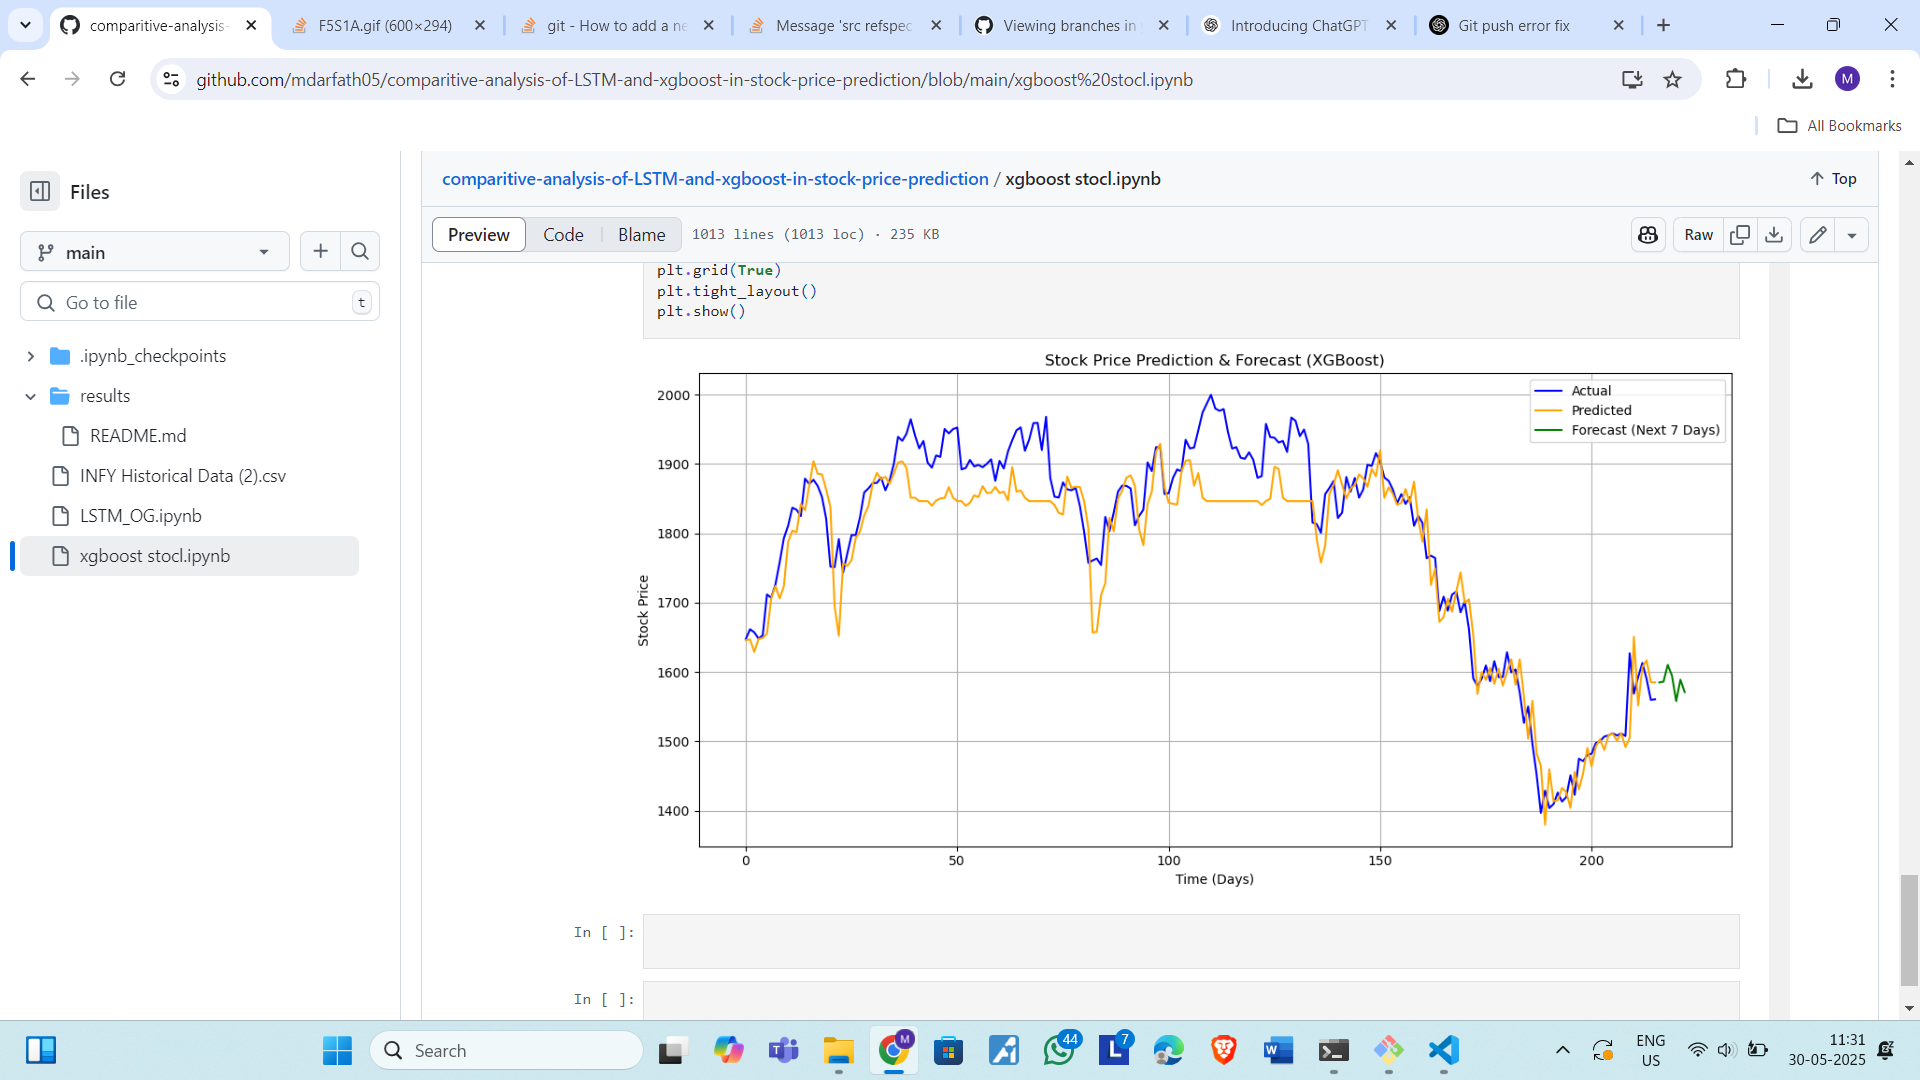 comparitive-analysis-
F5S1A.gif (600×294)
git - How to add a ne
Message 'src refspec
Viewing branches in
Introducing ChatGPT
Git push error fix
github.com/mdarfath05/comparitive-analysis-of-LSTM-and-xgboost-in-stock-price-prediction/blob/main/xgboost%20stocl.ipynb
M
All Bookmarks
Files
comparitive-analysis-of-LSTM-and-xgboost-in-stock-price-prediction / xgboost stocl.ipynb
Top
main
Preview
Code
Blame
1013 lines (1013 loc) · 235 KB
Raw
Go to file
t
.ipynb_checkpoints
results
README.md
INFY Historical Data (2).csv
LSTM_OG.ipynb
xgboost stocl.ipynb
plt.grid(True)
plt.tight_layout()
plt.show()
Stock Price Prediction & Forecast (XGBoost)
Actual
Predicted
Forecast (Next 7 Days)
Stock Price
2000
1900
1800
1700
1600
1500
1400
0
50
100
150
200
Time (Days)
In [ ]:
In [ ]:
Search
M
44
7
ENG
US
11:31
30-05-2025